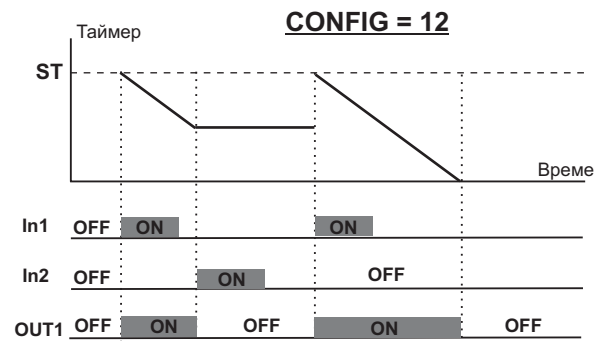 CONFIG = 12
Таймер
ST
Време
In1 OFF ON ON
In2 OFF ON OFF
OUT1 OFF ON OFF ON OFF